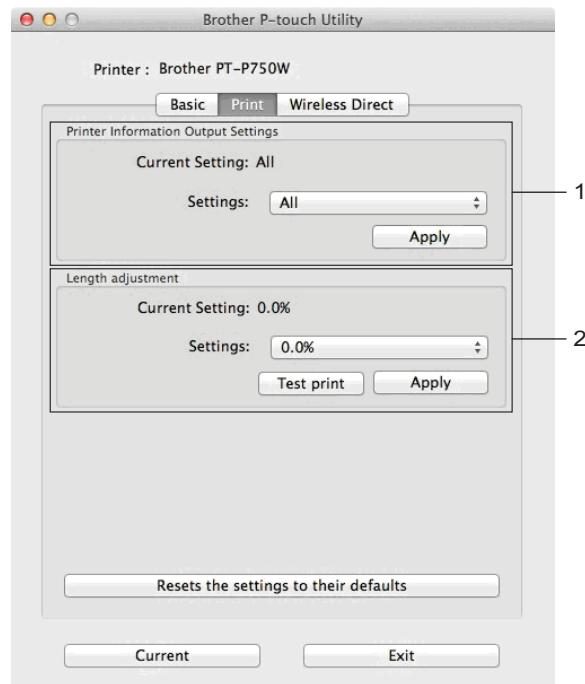 Brother P-touch Utility
Printer : Brother PT-P750W
Basic Print Wireless Direct
Printer Information Output Settings
Current Setting: All
Settings: All
Apply
1
Length adjustment
Current Setting: 0.0%
Settings: 0.0%
2
Test print Apply
Resets the settings to their defaults
Current Exit